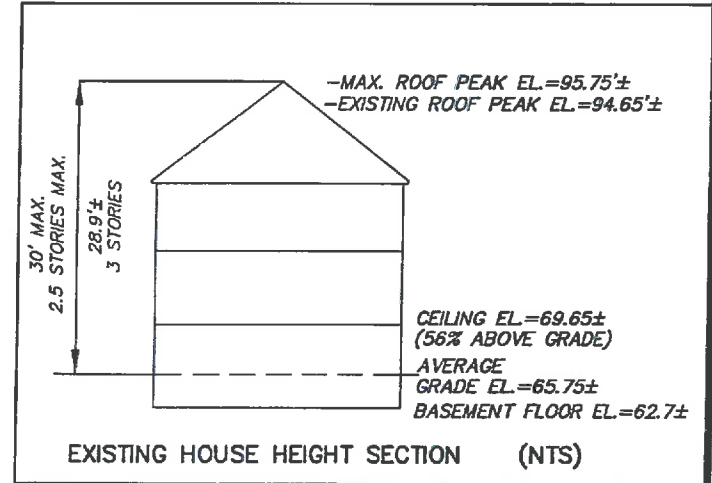 -MAX. ROOF PEAK EL.=95.75'±
-EXISTING ROOF PEAK EL.=94.65'±
30' MAX.
2.5 STORIES MAX.
28.9'±
3 STORIES
CEILING EL.=69.65±
(56% ABOVE GRADE)
AVERAGE
GRADE EL.=65.75±
BASEMENT FLOOR EL.=62.7±
EXISTING HOUSE HEIGHT SECTION (NTS)